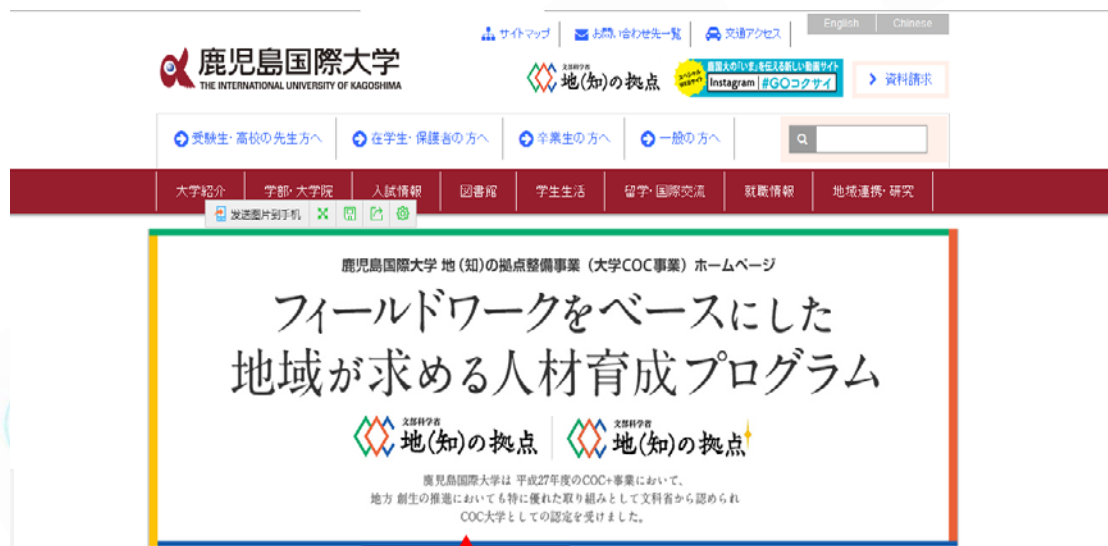 サイトマップ
お問い合わせ先一覧
交通アクセス
English
Chinese
鹿児島国際大学
THE INTERNATIONAL UNIVERSITY OF KAGOSHIMA
文部科学省
地(知)の拠点
スペシャル
WEBサイト
鹿国大の「いま」を伝える新しい動画サイト
Instagram #GOコクサイ
資料請求
受験生・高校の先生方へ
在学生・保護者の方へ
卒業生の方へ
一般の方へ
大学紹介
学部・大学院
入試情報
図書館
学生生活
留学・国際交流
就職情報
地域連携・研究
发送图片到手机
鹿児島国際大学 地(知)の拠点整備事業(大学COC事業)ホームページ
フィールドワークをベースにした
地域が求める人材育成プログラム
文部科学省
地(知)の拠点
文部科学省
地(知)の拠点
鹿児島国際大学は 平成27年度のCOC+事業において、
地方 創生の推進においても特に優れた取り組みとして文科省から認められ
COC大学としての認定を受けました。